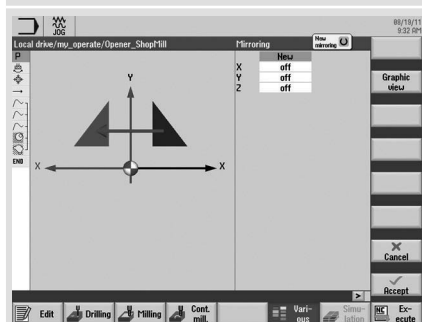 JOG
08/19/11
9:32 AM
Local drive/my_operate/Opener_ShopMill
Mirroring
New mirroring
P
END
Y
X
X
New
X off
Y off
Z off
Graphic view
Cancel
Accept
Edit
Drilling
Milling
Cont. mill.
Vari-ous
Simu-lation
NC
Ex-ecute